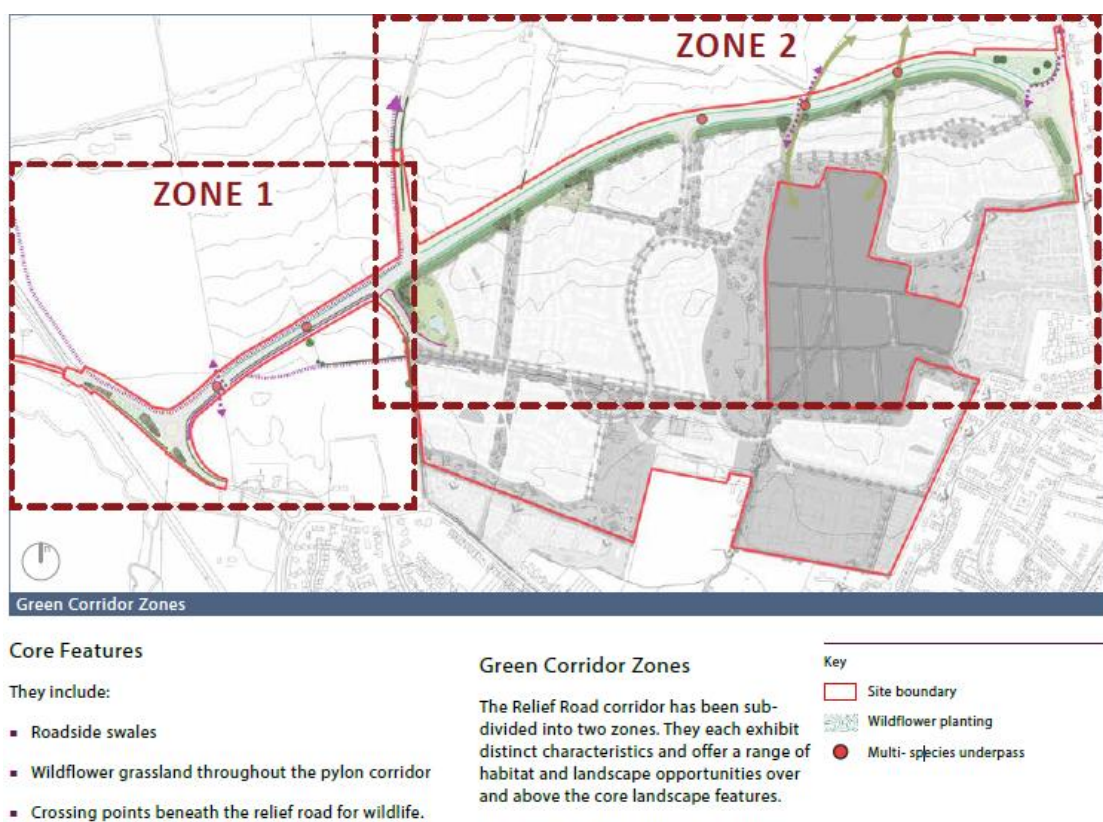 ZONE 2
ZONE 1
Green Corridor Zones
Core Features
They include:
▪ Roadside swales
▪ Wildflower grassland throughout the pylon corridor
▪ Crossing points beneath the relief road for wildlife.
Green Corridor Zones
The Relief Road corridor has been sub-
divided into two zones. They each exhibit
distinct characteristics and offer a range of
habitat and landscape opportunities over
and above the core landscape features.
Key
Site boundary
Wildflower planting
Multi- species underpass